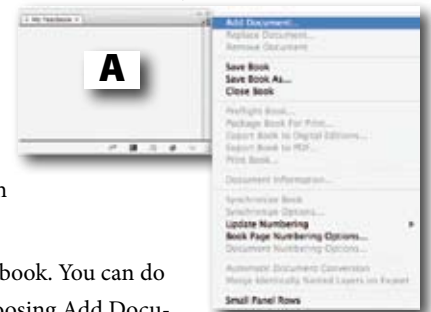 My Yearbook
A
Add Document...
Replace Document...
Remove Document
Save Book
Save Book As...
Close Book
Preflight Book...
Package Book For Print...
Export Book to Digital Editions...
Export Book to PDF...
Print Book...
Document Information...
Synchronize Book
Synchronize Options...
Update Numbering
Book Page Numbering Options...
Document Numbering Options...
Automatic Document Conversion
Merge Identically Named Layers on Export
Small Panel Rows
book. You can do
osing Add Docu-